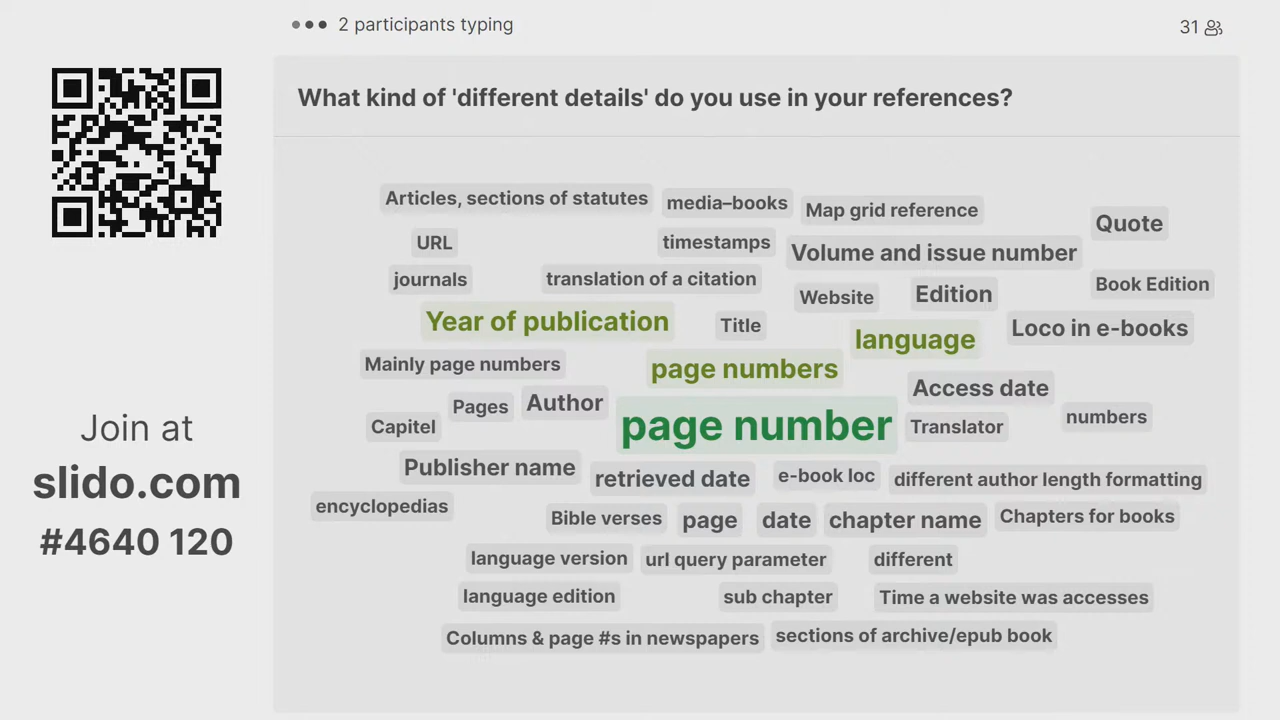 2 participants typing
31
What kind of 'different details' do you use in your references?
Articles, sections of statutes
media–books
Map grid reference
Quote
URL
timestamps
Volume and issue number
journals
translation of a citation
Website
Edition
Book Edition
Year of publication
Title
language
Loco in e-books
Mainly page numbers
page numbers
Access date
Capitel
Pages
Author
page number
Translator
numbers
Publisher name
retrieved date
e-book loc
different author length formatting
encyclopedias
Bible verses
page
date
chapter name
Chapters for books
language version
url query parameter
different
language edition
sub chapter
Time a website was accesses
Columns & page #s in newspapers
sections of archive/epub book
Join at
slido.com
#4640 120